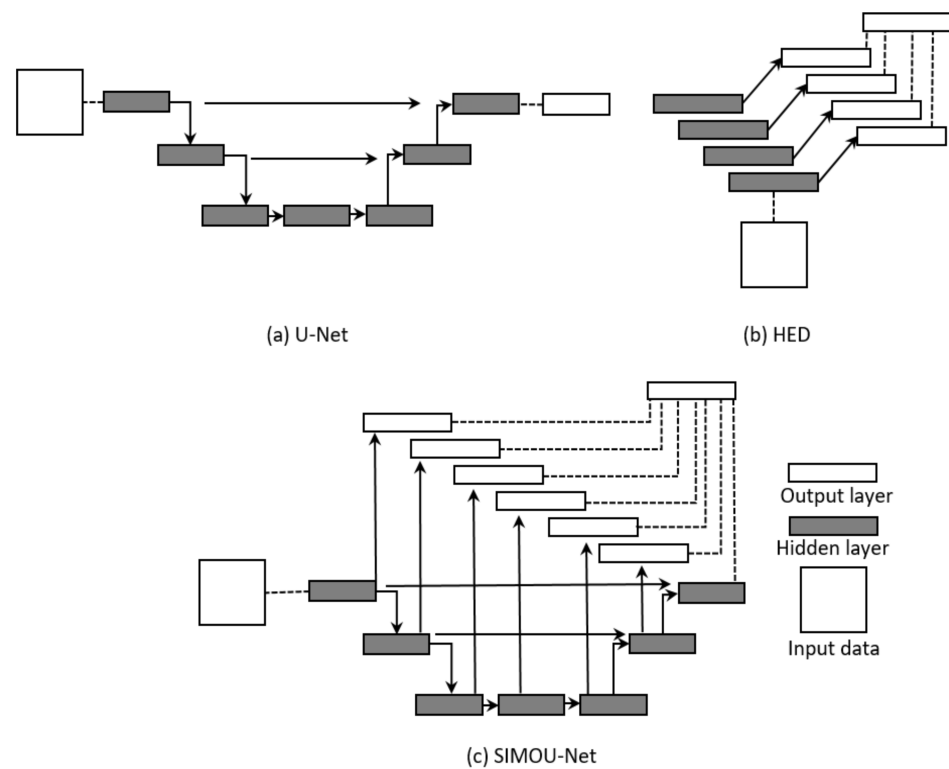 (a) U-Net
(b) HED
Output layer
Hidden layer
Input data
(c) SIMOU-Net